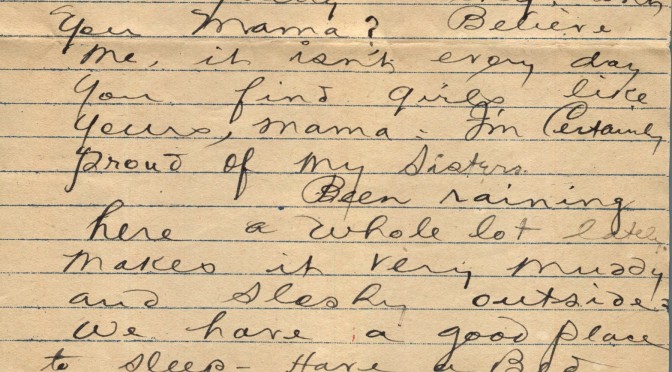 you Mama? Believe
me, it isn't every day
you find girls like
yours, mama - I'm Certainly
proud of my sisters.
Been raining
here a whole lot lately.
Makes it very muddy
and sloshy outside.
We have a good place
to sleep - Have a Bed